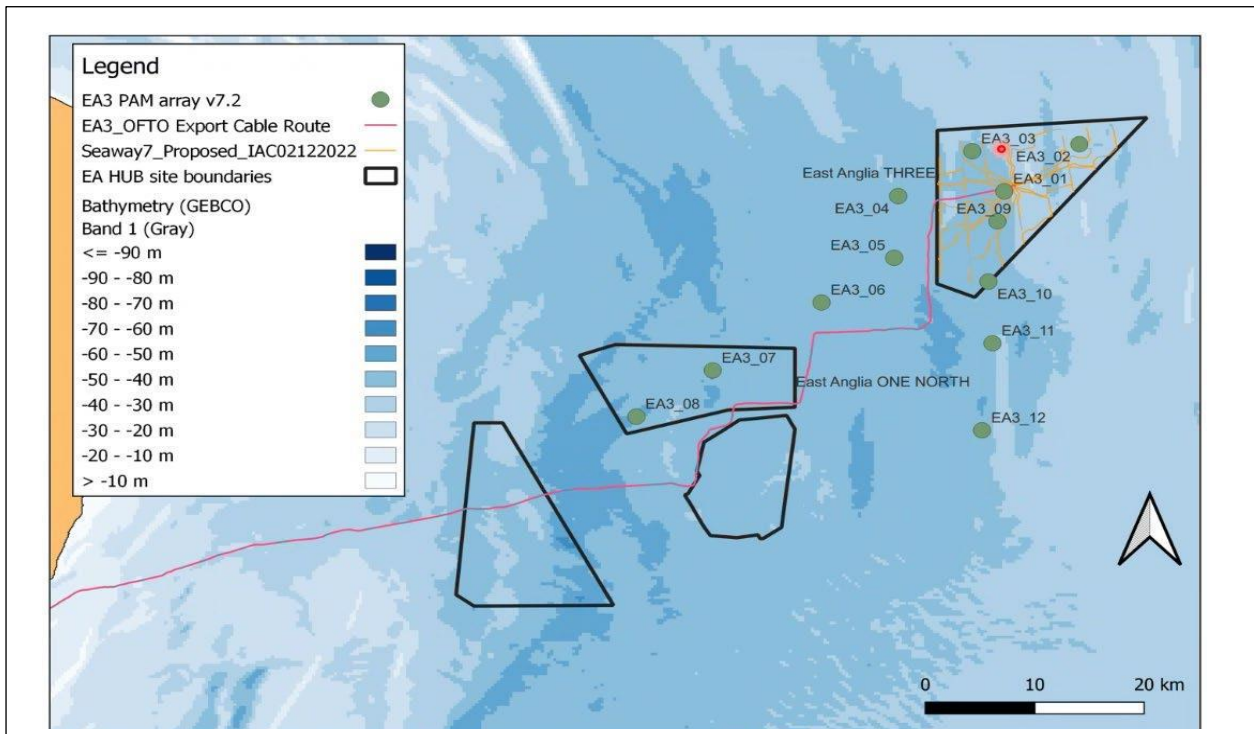 Legend
EA3 PAM array v7.2
EA3_OFTO Export Cable Route
Seaway7_Proposed_IAC02122022
EA HUB site boundaries
Bathymetry (GEBCO)
Band 1 (Gray)
<= -90 m
-90 - -80 m
-80 - -70 m
-70 - -60 m
-60 - -50 m
-50 - -40 m
-40 - -30 m
-30 - -20 m
-20 - -10 m
> -10 m
EA3_03
EA3_02
East Anglia THREE
EA3_01
EA3_04
EA3_09
EA3_05
EA3_06
EA3_10
EA3_11
EA3_07
East Anglia ONE NORTH
EA3_08
EA3_12
0 10 20 km